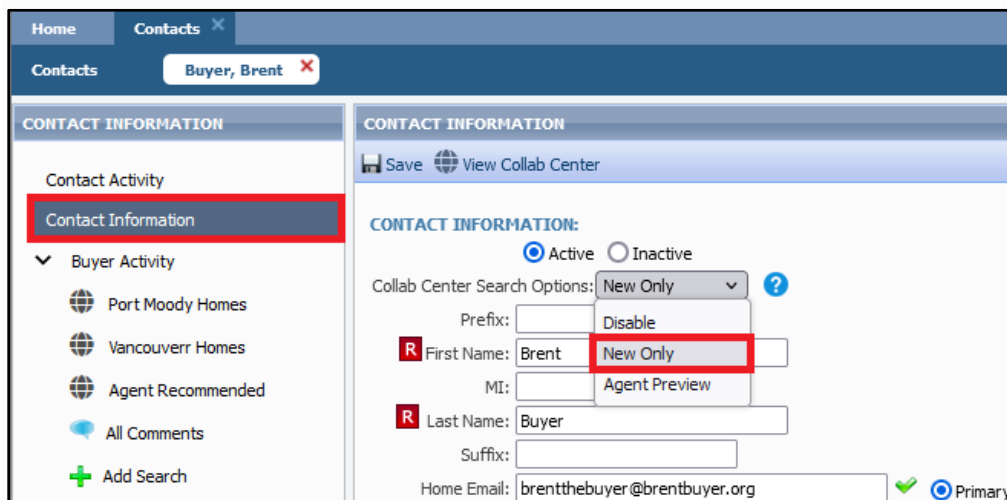 Home Contacts
Contacts Buyer, Brent
CONTACT INFORMATION
Contact Activity
Contact Information
Buyer Activity
Port Moody Homes
Vancouverr Homes
Agent Recommended
All Comments
Add Search
CONTACT INFORMATION
Save View Collab Center
CONTACT INFORMATION:
Active Inactive
Collab Center Search Options: New Only ?
Disable
New Only
Agent Preview
Prefix:
R First Name: Brent
MI:
R Last Name: Buyer
Suffix:
Home Email: brentthebuyer@brentbuyer.org Primary